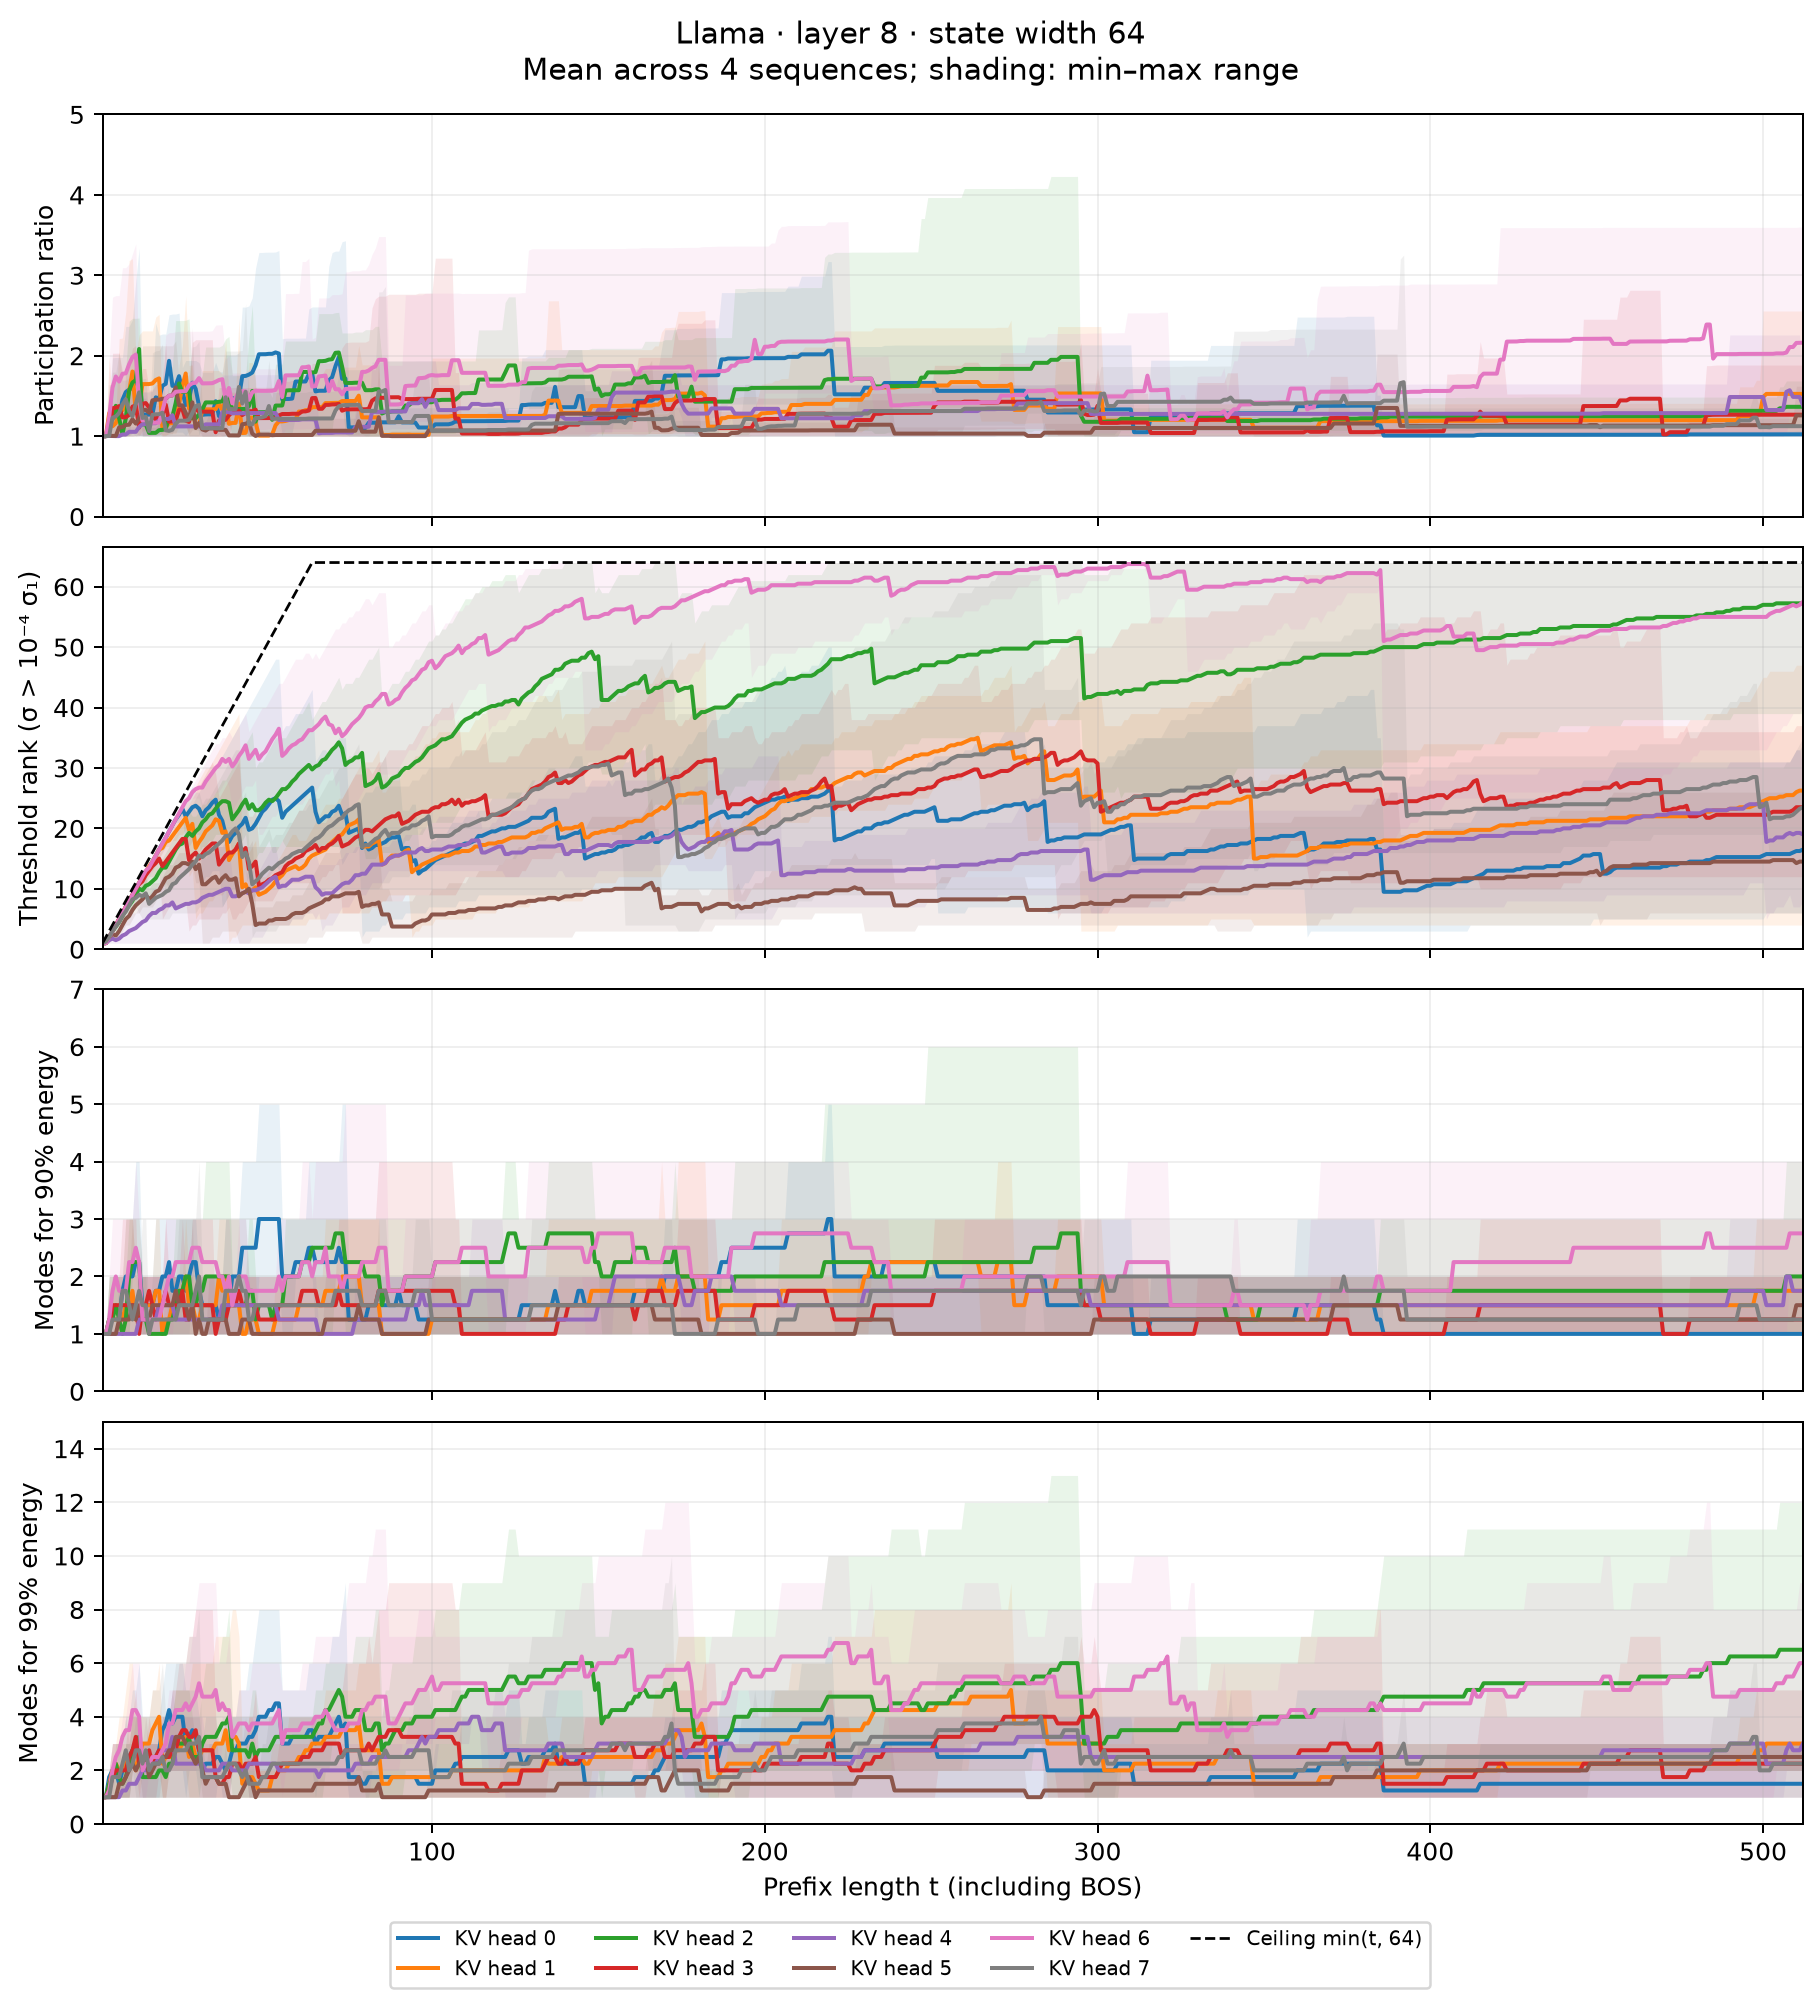 Llama · layer 8 · state width 64
Mean across 4 sequences; shading: min–max range
5
4
3
2
1
0
Participation ratio
60
50
40
30
20
10
0
Threshold rank (σ > 10⁻⁴ σ₁)
7
6
5
4
3
2
1
0
Modes for 90% energy
14
12
10
8
6
4
2
0
Modes for 99% energy
100 200 300 400 500
Prefix length t (including BOS)
KV head 0 KV head 2 KV head 4 KV head 6 Ceiling min(t, 64)
KV head 1 KV head 3 KV head 5 KV head 7